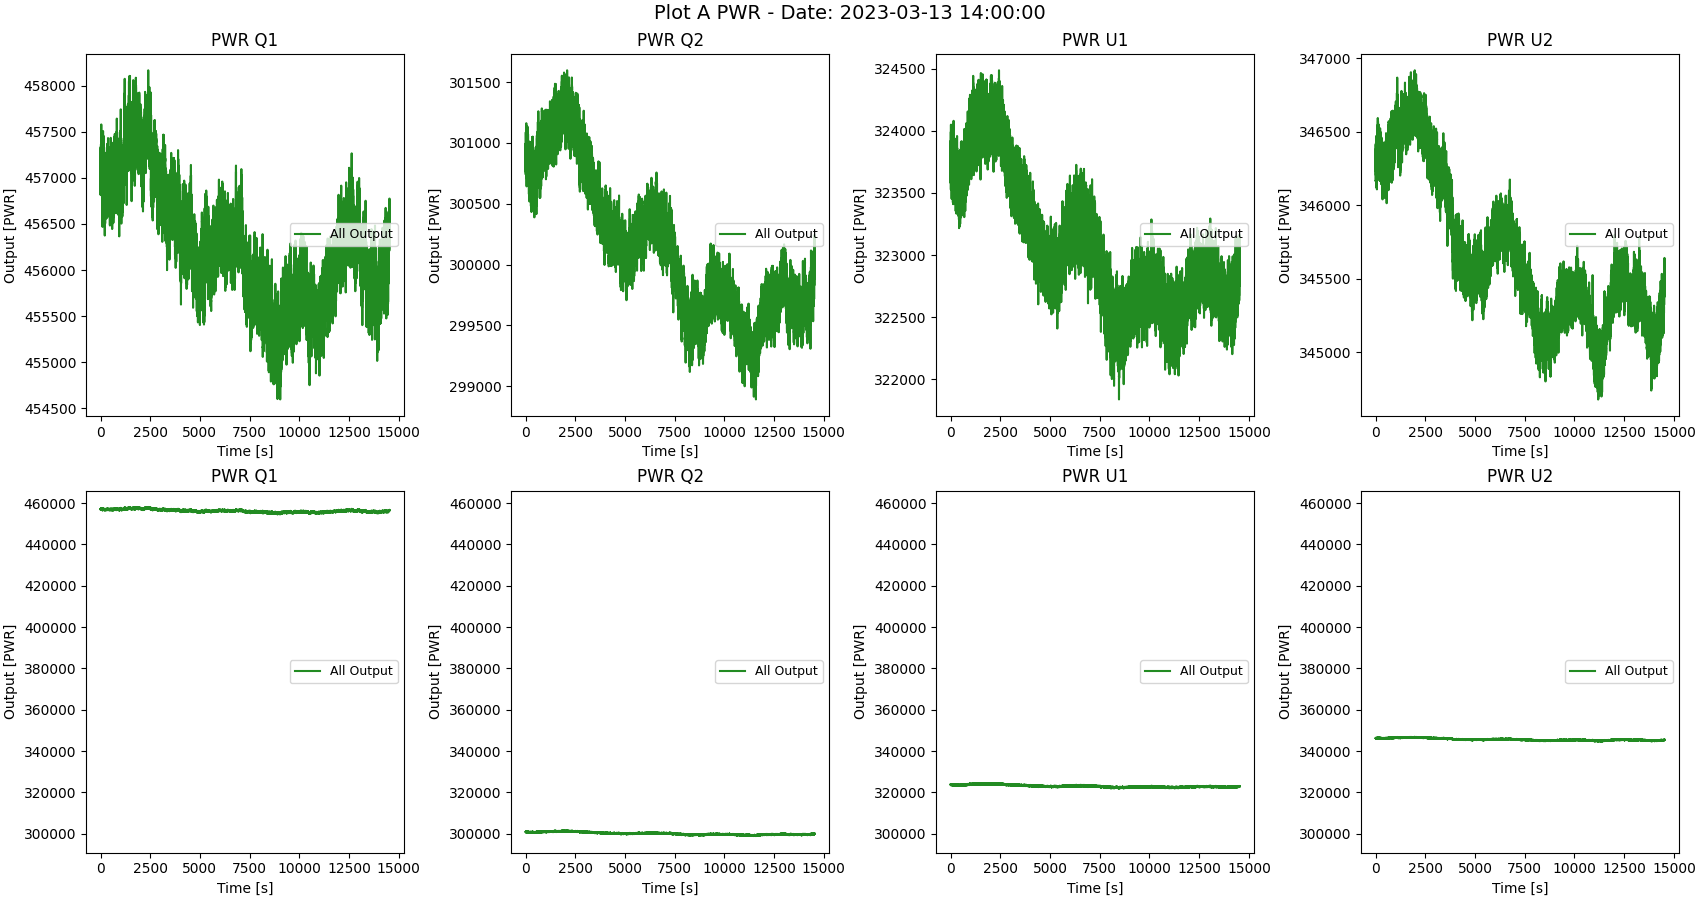 Plot A PWR - Date: 2023-03-13 14:00:00
PWR Q1
PWR Q2
PWR U1
PWR U2
Output [PWR]
458000
457500
457000
456500
456000
455500
455000
454500
All Output
0 2500 5000 7500 10000 12500 15000
Time [s]
Output [PWR]
301500
301000
300500
300000
299500
299000
All Output
0 2500 5000 7500 10000 12500 15000
Time [s]
Output [PWR]
324500
324000
323500
323000
322500
322000
All Output
0 2500 5000 7500 10000 12500 15000
Time [s]
Output [PWR]
347000
346500
346000
345500
345000
All Output
0 2500 5000 7500 10000 12500 15000
Time [s]
PWR Q1
PWR Q2
PWR U1
PWR U2
Output [PWR]
460000
440000
420000
400000
380000
360000
340000
320000
300000
All Output
0 2500 5000 7500 10000 12500 15000
Time [s]
Output [PWR]
460000
440000
420000
400000
380000
360000
340000
320000
300000
All Output
0 2500 5000 7500 10000 12500 15000
Time [s]
Output [PWR]
460000
440000
420000
400000
380000
360000
340000
320000
300000
All Output
0 2500 5000 7500 10000 12500 15000
Time [s]
Output [PWR]
460000
440000
420000
400000
380000
360000
340000
320000
300000
All Output
0 2500 5000 7500 10000 12500 15000
Time [s]